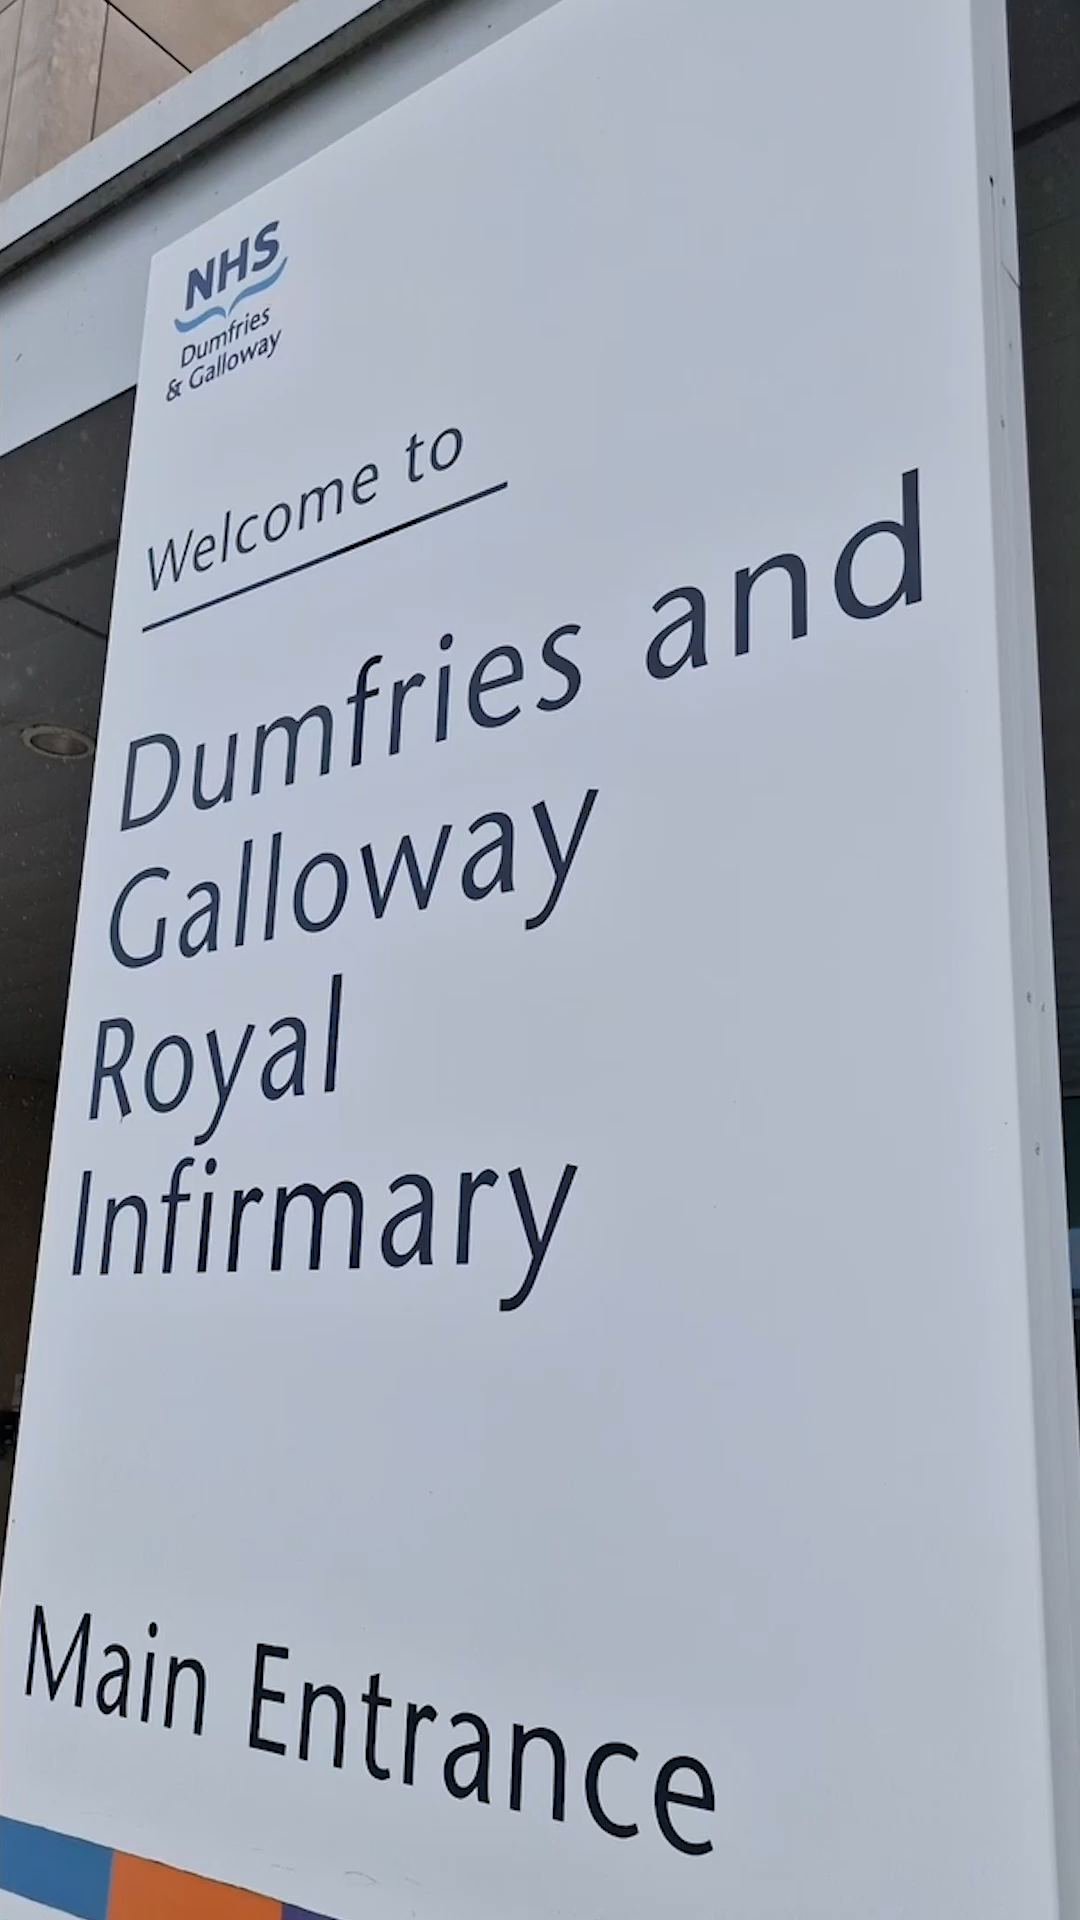 NHS
Dumfries
& Galloway
Welcome to
Dumfries and
Galloway
Royal
Infirmary
Main Entrance